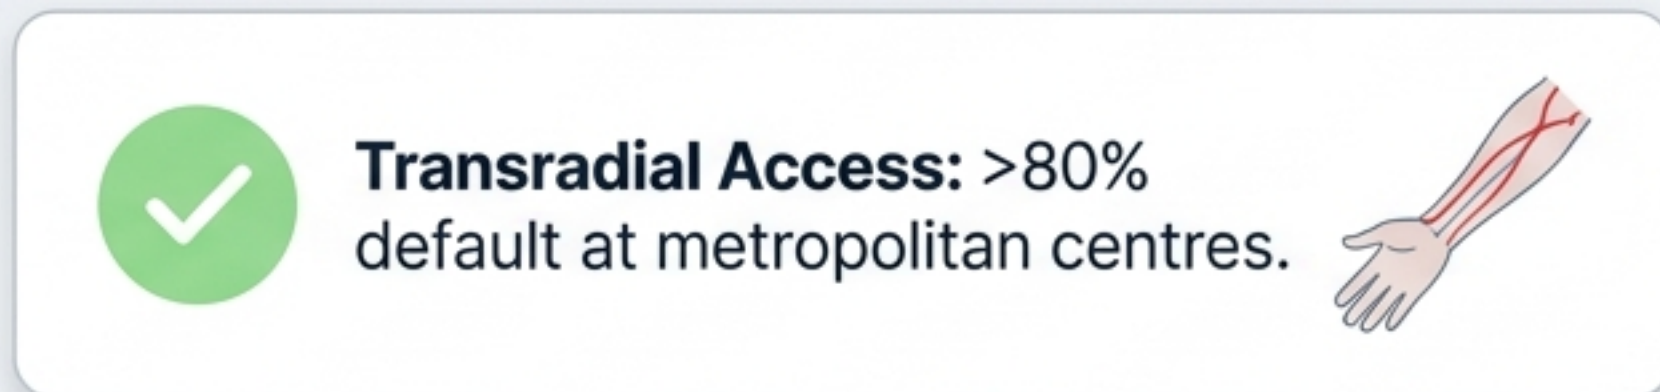 Transradial Access: >80%
default at metropolitan centres.